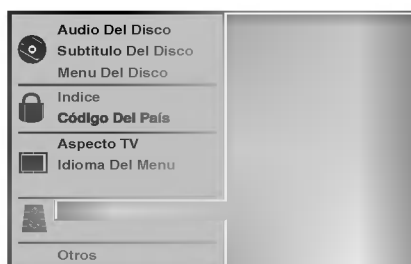 Audio Del Disco
Subtitulo Del Disco
Menu Del Disco
Indice
Código Del País
Aspecto TV
Idioma Del Menu
Otros